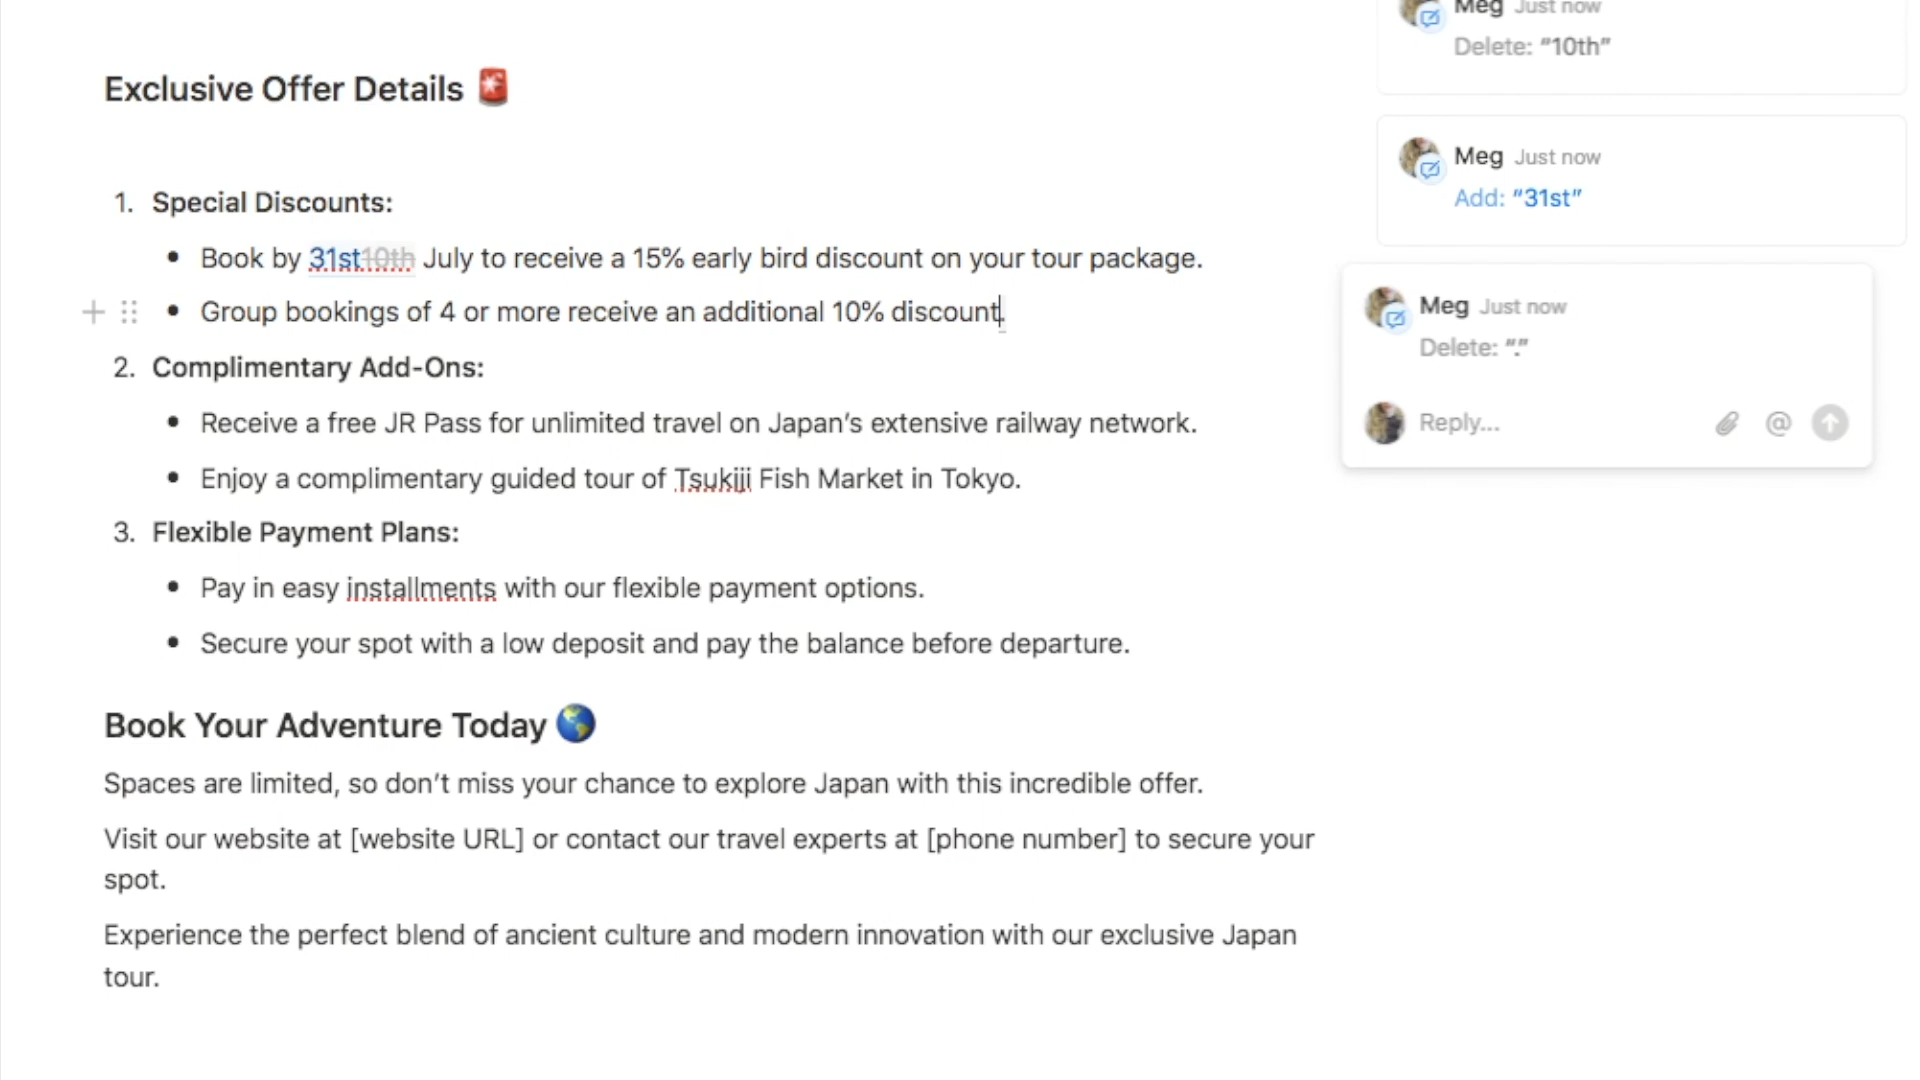 Exclusive Offer Details 🚨
1. Special Discounts:
• Book by 31st10th July to receive a 15% early bird discount on your tour package.
• Group bookings of 4 or more receive an additional 10% discount.
2. Complimentary Add-Ons:
• Receive a free JR Pass for unlimited travel on Japan’s extensive railway network.
• Enjoy a complimentary guided tour of Tsukiji Fish Market in Tokyo.
3. Flexible Payment Plans:
• Pay in easy installments with our flexible payment options.
• Secure your spot with a low deposit and pay the balance before departure.
Book Your Adventure Today 🌎
Spaces are limited, so don’t miss your chance to explore Japan with this incredible offer.
Visit our website at [website URL] or contact our travel experts at [phone number] to secure your
spot.
Experience the perfect blend of ancient culture and modern innovation with our exclusive Japan
tour.
Meg Just now
Delete: “10th”
Meg Just now
Add: “31st”
Meg Just now
Delete: “.”
Reply...